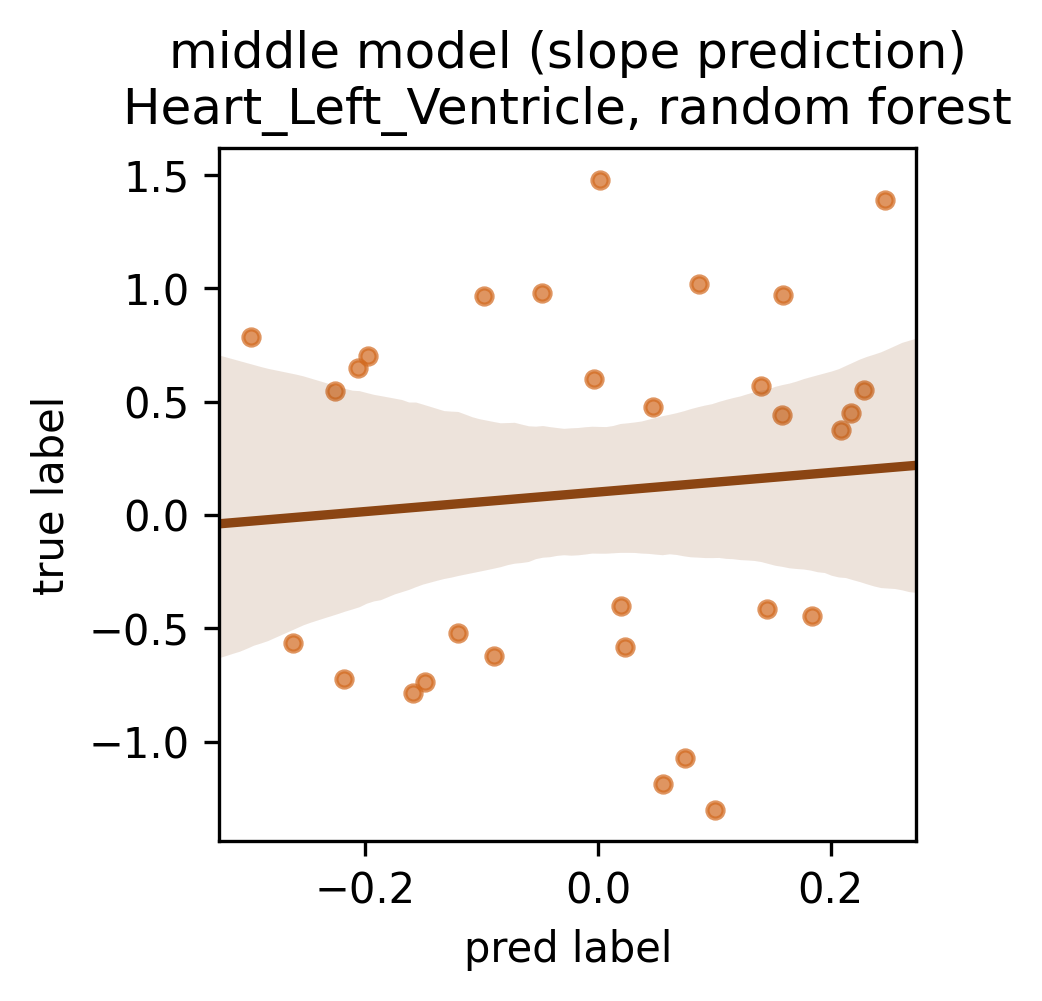 middle model (slope prediction)
Heart_Left_Ventricle, random forest
1.5
1.0
0.5
0.0
−0.5
−1.0
true label
−0.2
0.0
0.2
pred label